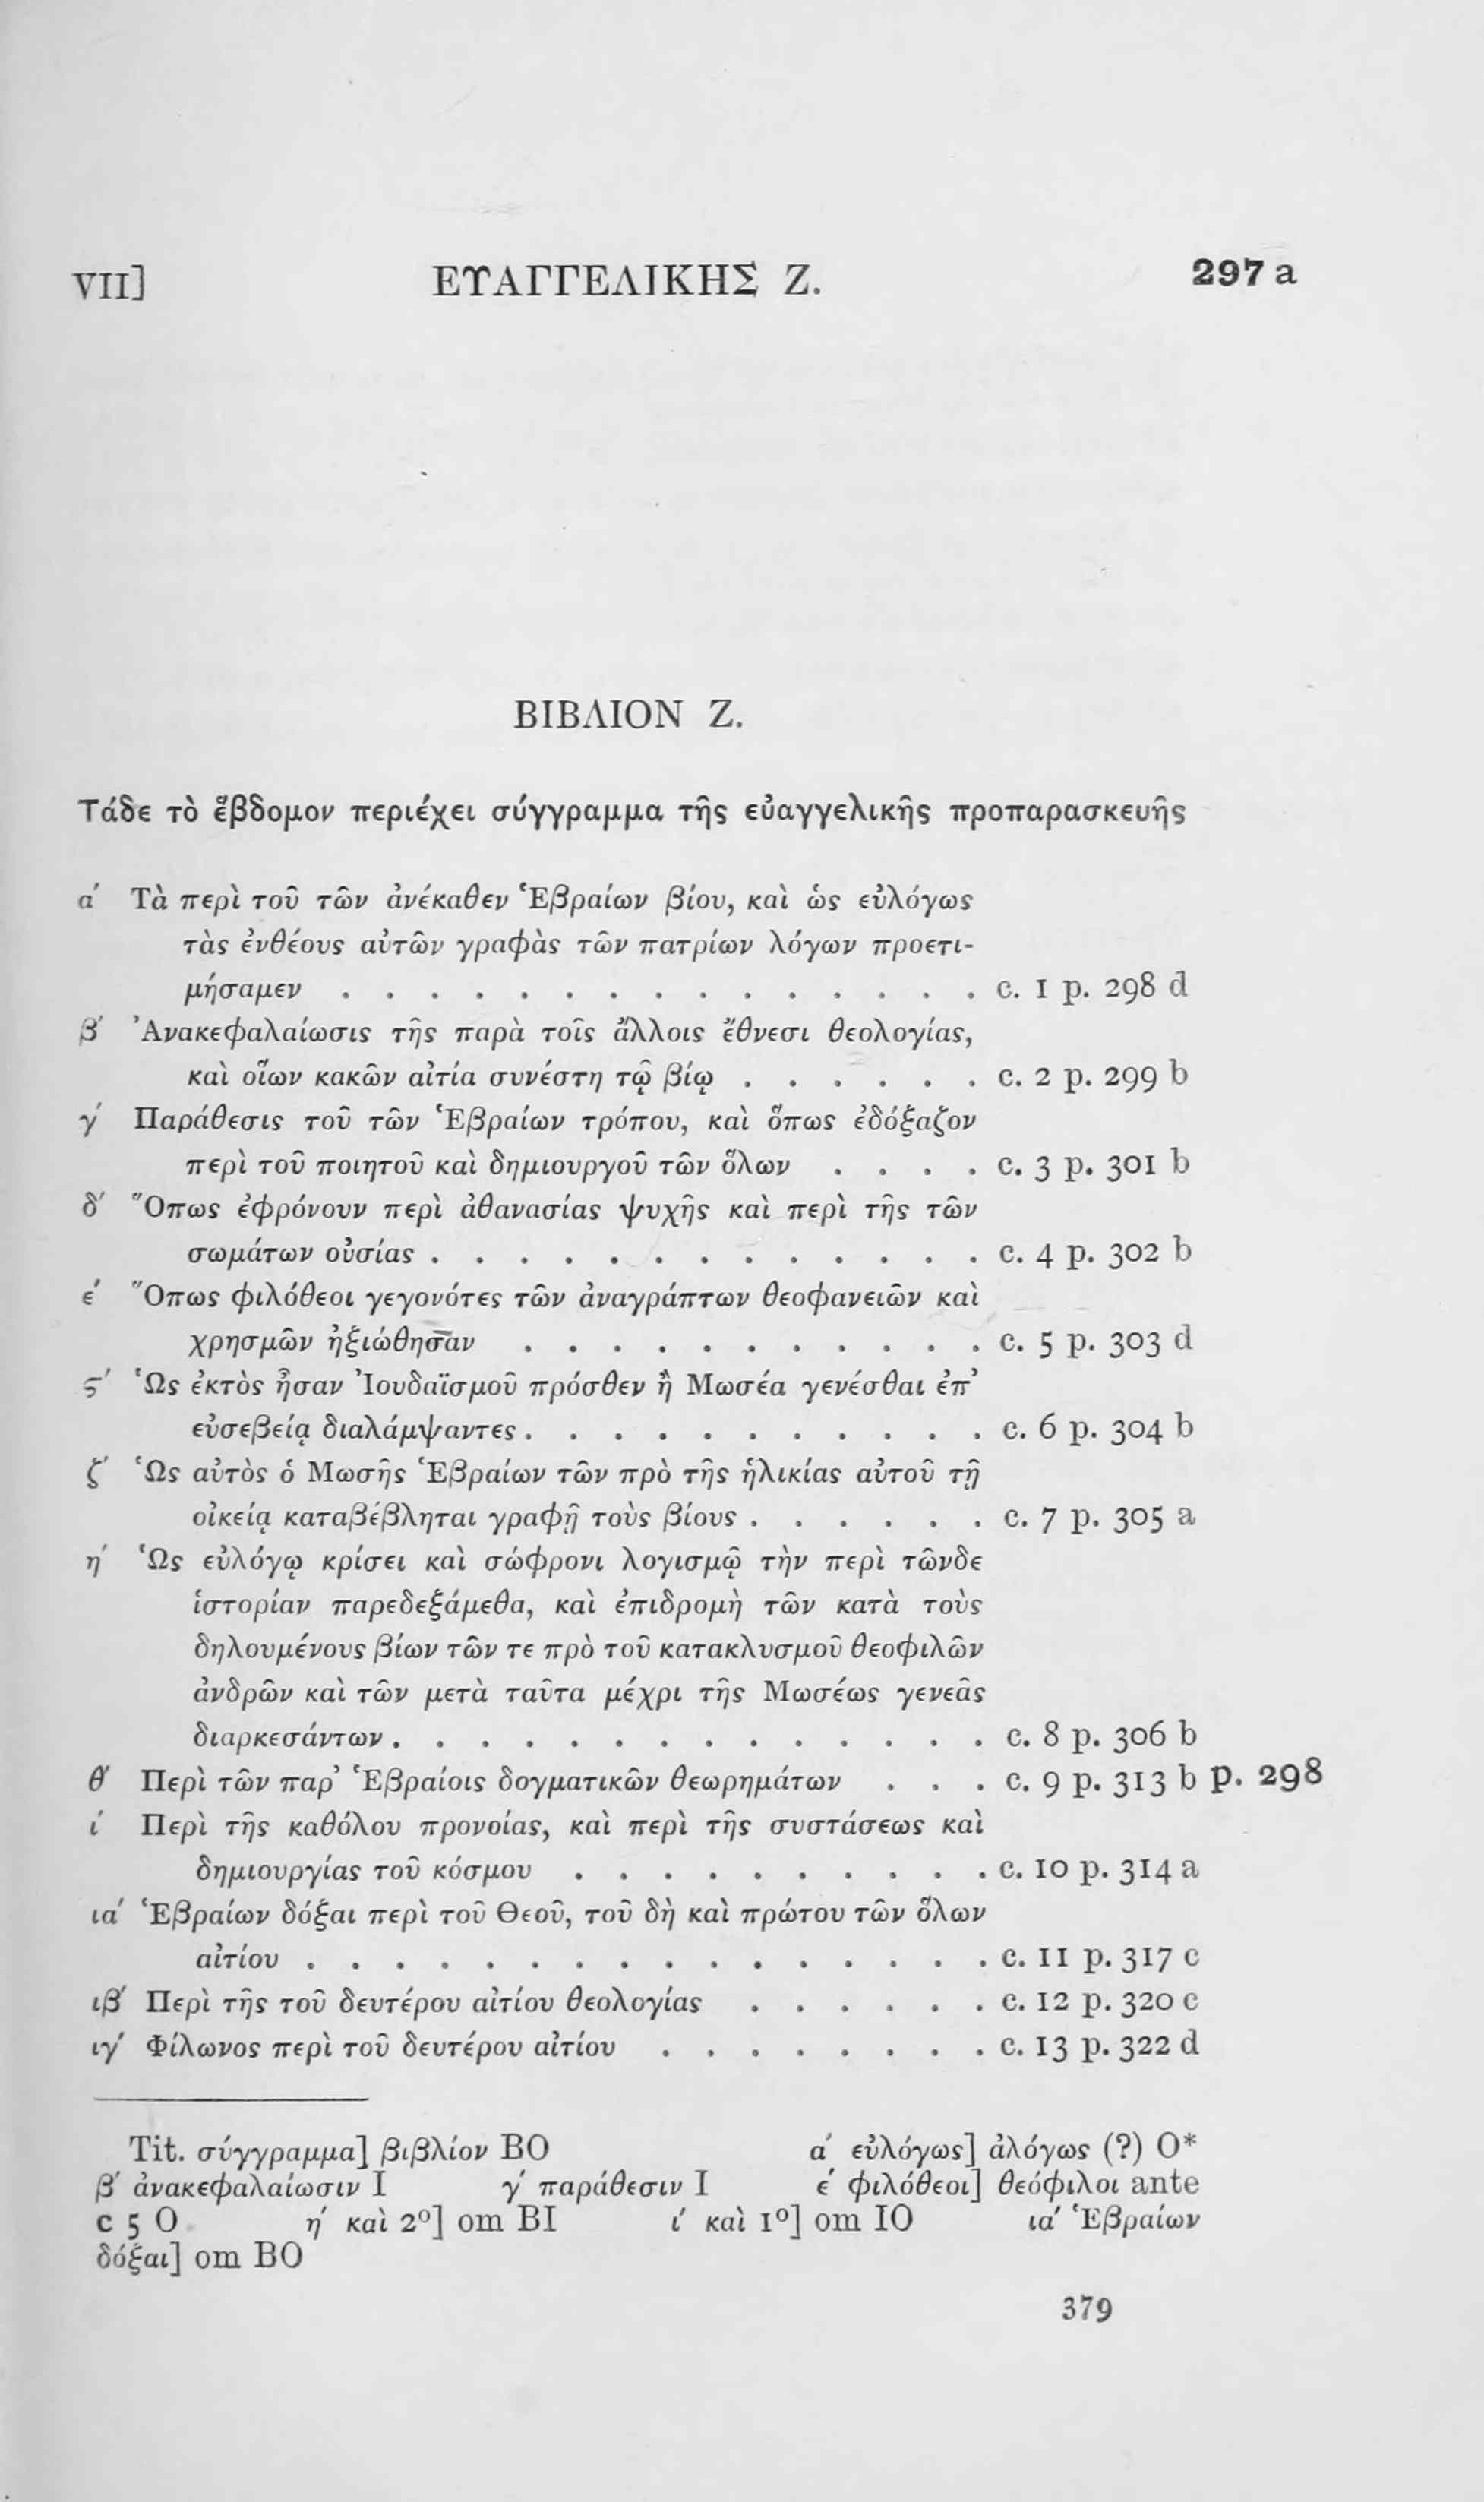 VII] ΕΥΑΓΓΕΛΙΚΗΣ Ζ. 297 a
ΒΙΒΛΙΟΝ Ζ.
Τάδε τὸ ἕβδομον περιέχει σύγγραμμα τῆς εὐαγγελικῆς προπαρασκευῆς
α´ Τὰ περὶ τοῦ τῶν ἀνέκαθεν Ἑβραίων βίου, καὶ ὡς εὐλόγως
τὰς ἐνθέους αὐτῶν γραφὰς τῶν πατρίων λόγων προετι-
μήσαμεν . . . . . . . . . . . . . . . c. 1 p. 298 d
β´ Ἀνακεφαλαίωσις τῆς παρὰ τοῖς ἄλλοις ἔθνεσι θεολογίας,
καὶ οἵων κακῶν αἰτία συνέστη τῷ βίῳ . . . . . . c. 2 p. 299 b
γ´ Παράθεσις τοῦ τῶν Ἑβραίων τρόπου, καὶ ὅπως ἐδόξαζον
περὶ τοῦ ποιητοῦ καὶ δημιουργοῦ τῶν ὅλων . . . . c. 3 p. 301 b
δ´ Ὅπως ἐφρόνουν περὶ ἀθανασίας ψυχῆς καὶ περὶ τῆς τῶν
σωμάτων οὐσίας . . . . . . . . . . . . . c. 4 p. 302 b
ε´ Ὅπως φιλόθεοι γεγονότες τῶν ἀναγράπτων θεοφανειῶν καὶ
χρησμῶν ἠξιώθησαν . . . . . . . . . . . c. 5 p. 303 d
ς´ Ὡς ἐκτὸς ἦσαν Ἰουδαϊσμοῦ πρόσθεν ἢ Μωσέα γενέσθαι ἐπ’
εὐσεβείᾳ διαλάμψαντες . . . . . . . . . . . c. 6 p. 304 b
ζ´ Ὡς αὐτὸς ὁ Μωσῆς Ἑβραίων τῶν πρὸ τῆς ἡλικίας αὐτοῦ τῇ
οἰκείᾳ καταβέβληται γραφῇ τοὺς βίους . . . . . . c. 7 p. 305 a
η´ Ὡς εὐλόγῳ κρίσει καὶ σώφρονι λογισμῷ τὴν περὶ τῶνδε
ἱστορίαν παρεδεξάμεθα, καὶ ἐπιδρομὴ τῶν κατὰ τοὺς
δηλουμένους βίων τῶν τε πρὸ τοῦ κατακλυσμοῦ θεοφιλῶν
ἀνδρῶν καὶ τῶν μετὰ ταῦτα μέχρι τῆς Μωσέως γενεᾶς
διαρκεσάντων . . . . . . . . . . . . . . c. 8 p. 306 b
θ´ Περὶ τῶν παρ’ Ἑβραίοις δογματικῶν θεωρημάτων . . . c. 9 p. 313 b p. 298
ι´ Περὶ τῆς καθόλου προνοίας, καὶ περὶ τῆς συστάσεως καὶ
δημιουργίας τοῦ κόσμου . . . . . . . . . . c. 10 p. 314 a
ια´ Ἑβραίων δόξαι περὶ τοῦ Θεοῦ, τοῦ δὴ καὶ πρώτου τῶν ὅλων
αἰτίου . . . . . . . . . . . . . . . . c. 11 p. 317 c
ιβ´ Περὶ τῆς τοῦ δευτέρου αἰτίου θεολογίας . . . . . . c. 12 p. 320 c
ιγ´ Φίλωνος περὶ τοῦ δευτέρου αἰτίου . . . . . . . . c. 13 p. 322 d
Tit. σύγγραμμα] βιβλίον BO α´ εὐλόγως] ἀλόγως (?) O*
β´ ἀνακεφαλαίωσιν I γ´ παράθεσιν I ε´ φιλόθεοι] θεόφιλοι ante
c 5 O η´ καὶ 2º] om BI ι´ καὶ 1º] om IO ια´ Ἑβραίων
δόξαι] om BO
379